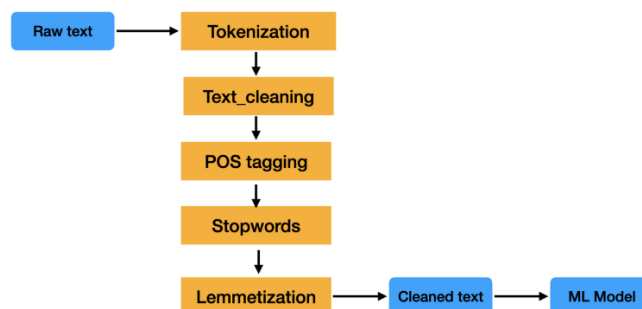 Raw text
Tokenization
Text_cleaning
POS tagging
Stopwords
Lemmetization
Cleaned text
ML Model